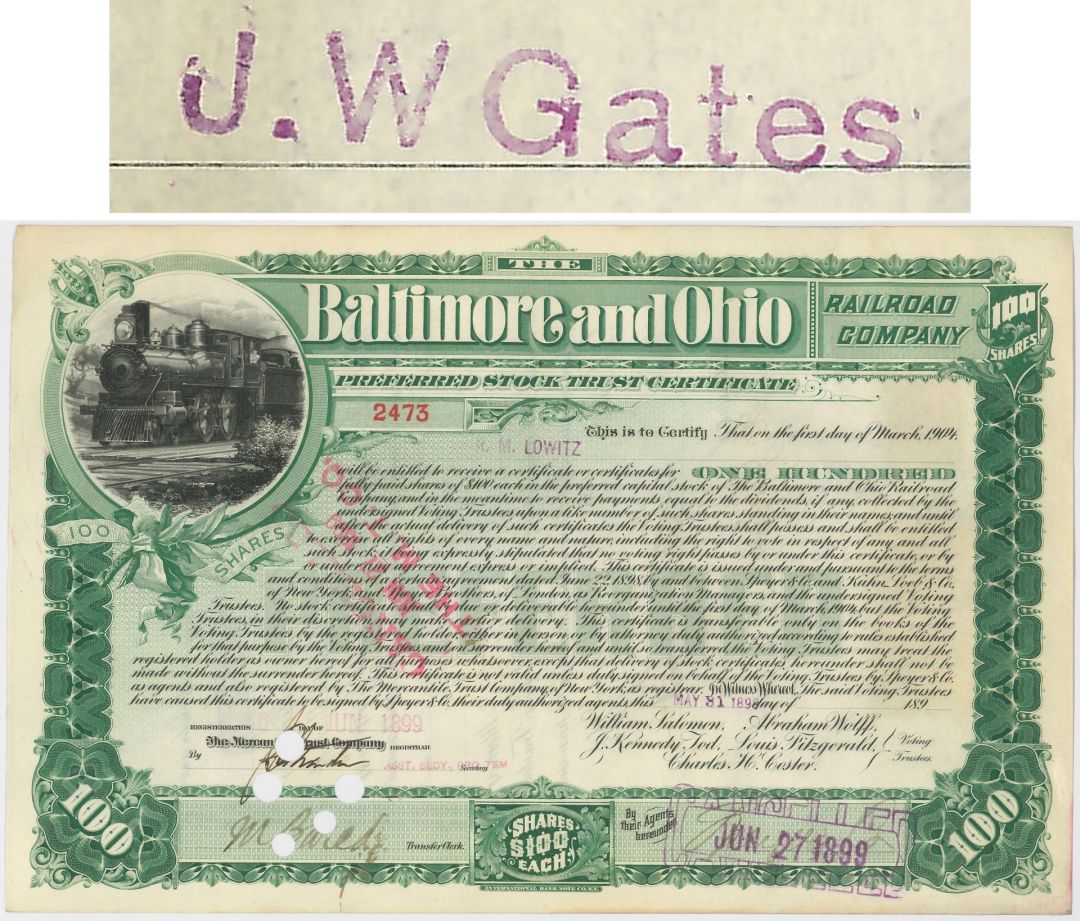 J. W Gates
THE
Baltimore and Ohio
RAILROAD
COMPANY
100
SHARES
PREFERRED STOCK TRUST CERTIFICATE
2473
This is to Certify That on the first day of March, 1904,
R. M. LOWITZ
will be entitled to receive a certificate or certificates for ONE HUNDRED
fully paid shares of $100 each in the preferred capital stock of The Baltimore and Ohio Railroad
Company, and in the meantime to receive payments equal to the dividends, if any, collected by the
undersigned Voting Trustees upon a like number of such shares standing in their names, and until
after the actual delivery of such certificates the Voting Trustees shall possess and shall be entitled
to exercise all rights of every name and nature, including the right to vote in respect of any and all
such stock, it being expressly stipulated that no voting right passes by or under this certificate, or by
or under any agreement express or implied. This certificate is issued under and pursuant to the terms
and conditions of a certain agreement dated June 22, 1898, by and between Speyer & Co. and Kuhn, Loeb & Co.
of New York, and Speyer Brothers, of London, as Reorganization Managers, and the undersigned Voting
Trustees. No stock certificate shall be due or deliverable hereunder until the first day of March, 1904, but the Voting
Trustees, in their discretion, may make earlier delivery. This certificate is transferable only on the books of the
Voting Trustees by the registered holder either in person or by attorney duly authorized according to rules established
for that purpose by the Voting Trustees, on surrender hereof and until so transferred the Voting Trustees may treat the
registered holder as owner hereof for all purposes whatsoever, except that delivery of stock certificates hereunder shall not be
made without the surrender hereof. This Certificate is not valid unless duly signed on behalf of the Voting Trustees by Speyer & Co.
as agents and also registered by The Mercantile Trust Company, of New York, as registrar. In Witness Whereof, The said Voting Trustees
have caused this certificate to be signed by Speyer & Co. their duly authorized agents, this MAY 31 1899 day of 189
100
SHARES
REGISTERED THIS DAY OF JUN 1899
The Mercantile Trust Company REGISTRAR
By
ASST. SECY., PRO TEM
Secretary
William Salomon, Abraham Wolff,
J. Kennedy Tod, Louis Fitzgerald,
Charles H. Coster.
Voting
Trustees.
100
Transfer Clerk.
SHARES
$100
EACH
By
their Agents
hereunder
JUN 27 1899
100
INTERNATIONAL BANK NOTE CO. N.Y.